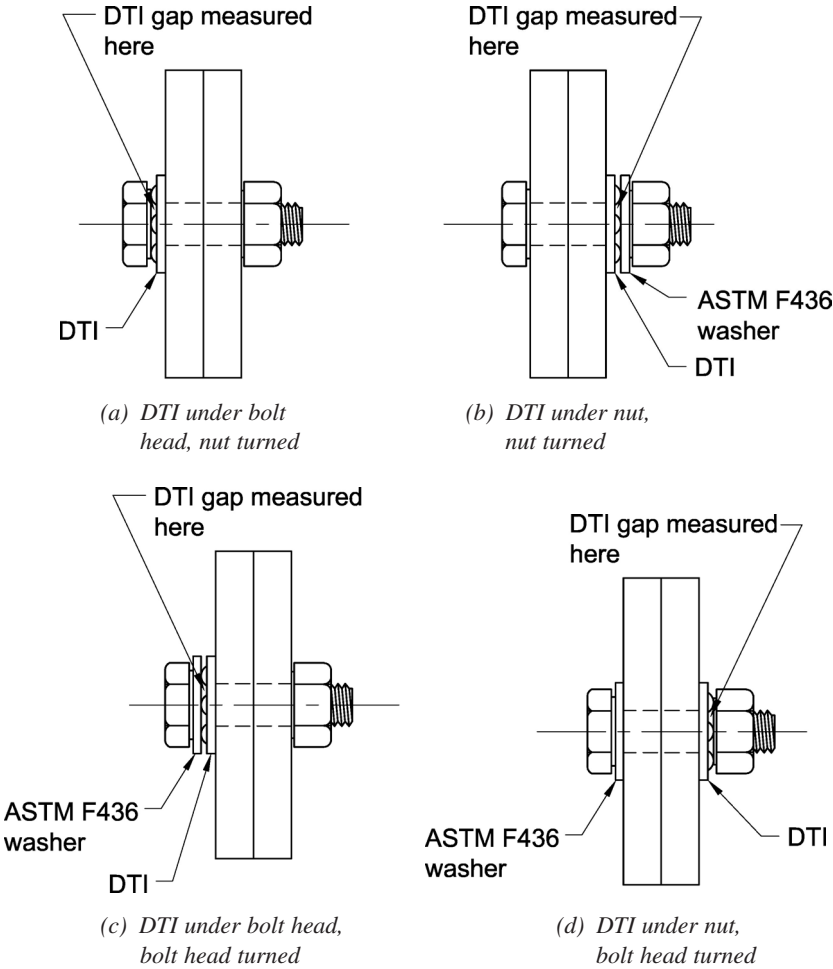 DTI gap measured
here
DTI
(a) DTI under bolt
head, nut turned
DTI gap measured
here
ASTM F436
washer
DTI
(b) DTI under nut,
nut turned
DTI gap measured
here
ASTM F436
washer
DTI
(c) DTI under bolt head,
bolt head turned
DTI gap measured
here
ASTM F436
washer
DTI
(d) DTI under nut,
bolt head turned